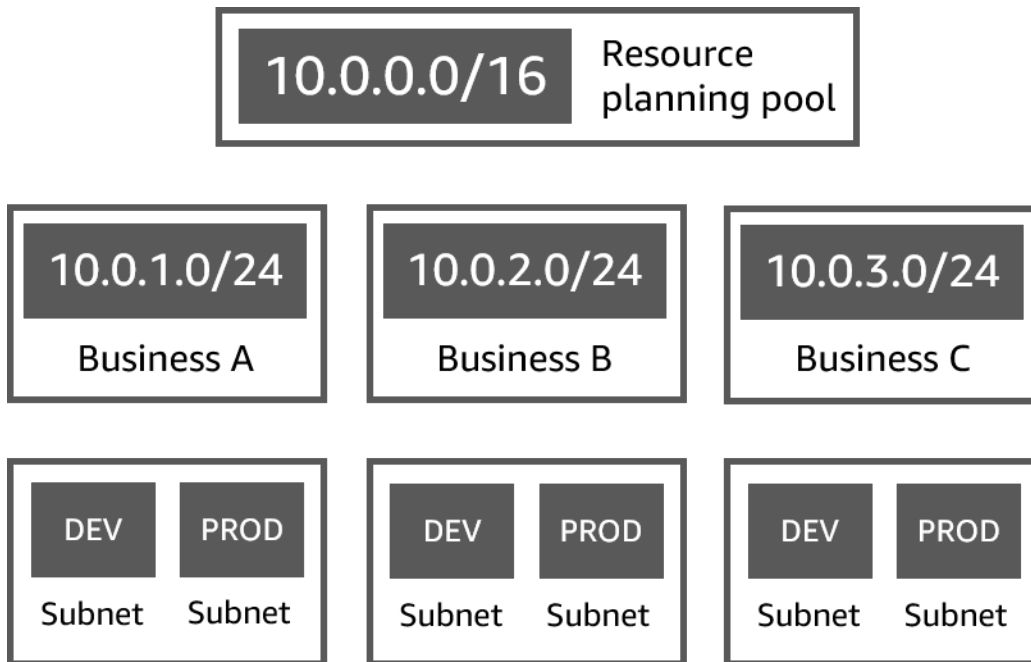 10.0.0.0/16
Resource
planning pool
10.0.1.0/24
Business A
10.0.2.0/24
Business B
10.0.3.0/24
Business C
DEV
PROD
Subnet
Subnet
DEV
PROD
Subnet
Subnet
DEV
PROD
Subnet
Subnet